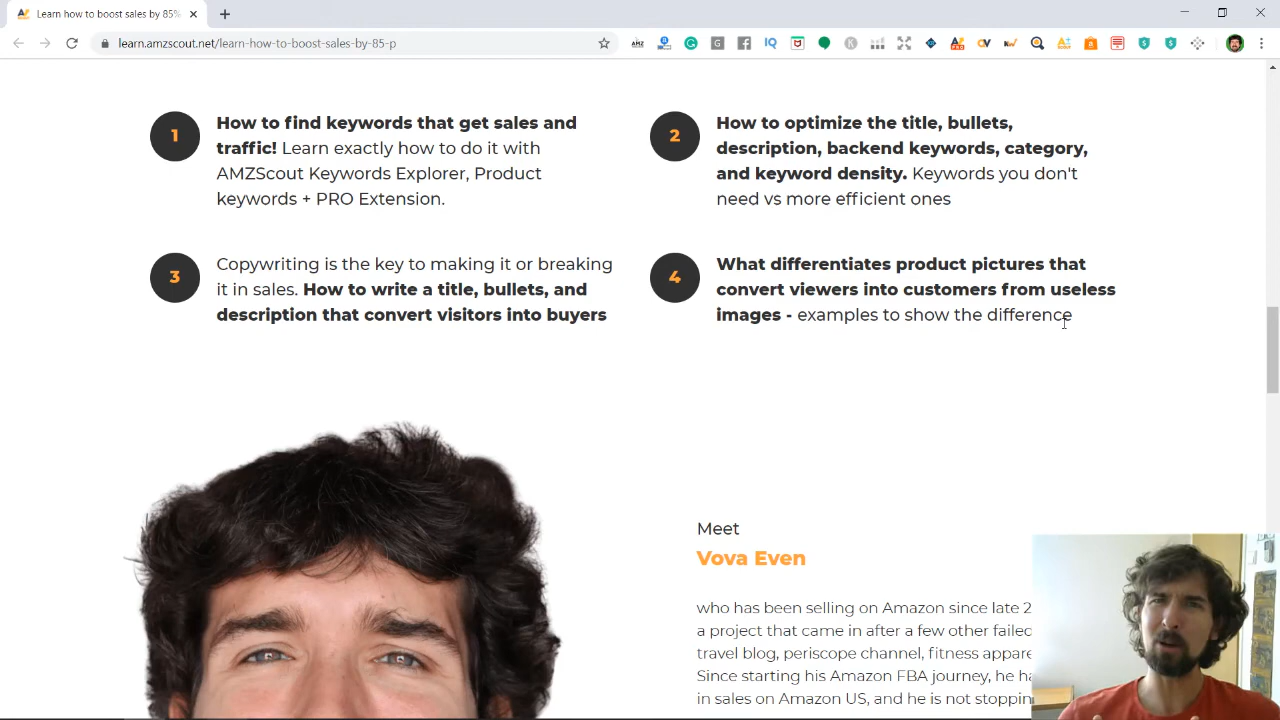 Learn how to boost sales by 85%
learn.amzscout.net/learn-how-to-boost-sales-by-85-p
1
How to find keywords that get sales and
traffic! Learn exactly how to do it with
AMZScout Keywords Explorer, Product
keywords + PRO Extension.
2
How to optimize the title, bullets,
description, backend keywords, category,
and keyword density. Keywords you don't
need vs more efficient ones
3
Copywriting is the key to making it or breaking
it in sales. How to write a title, bullets, and
description that convert visitors into buyers
4
What differentiates product pictures that
convert viewers into customers from useless
images - examples to show the difference
Meet
Vova Even
who has been selling on Amazon since late 2
a project that came in after a few other failed
travel blog, periscope channel, fitness appare
Since starting his Amazon FBA journey, he ha
in sales on Amazon US, and he is not stoppin